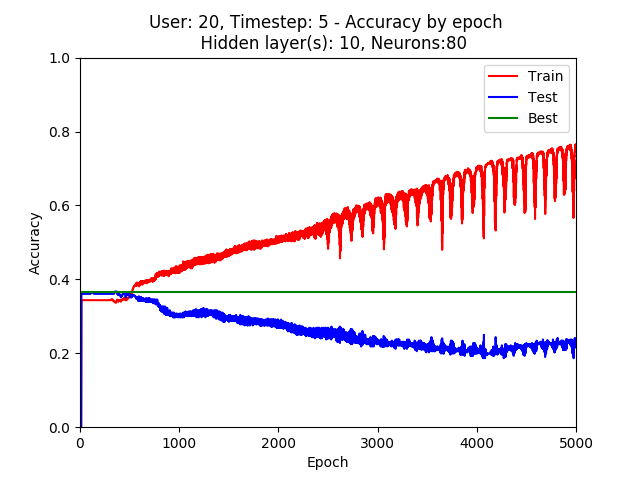 User: 20, Timestep: 5 - Accuracy by epoch
Hidden layer(s): 10, Neurons:80
1.0
0.8
0.6
0.4
0.2
0.0
Accuracy
Train
Test
Best
0 1000 2000 3000 4000 5000
Epoch